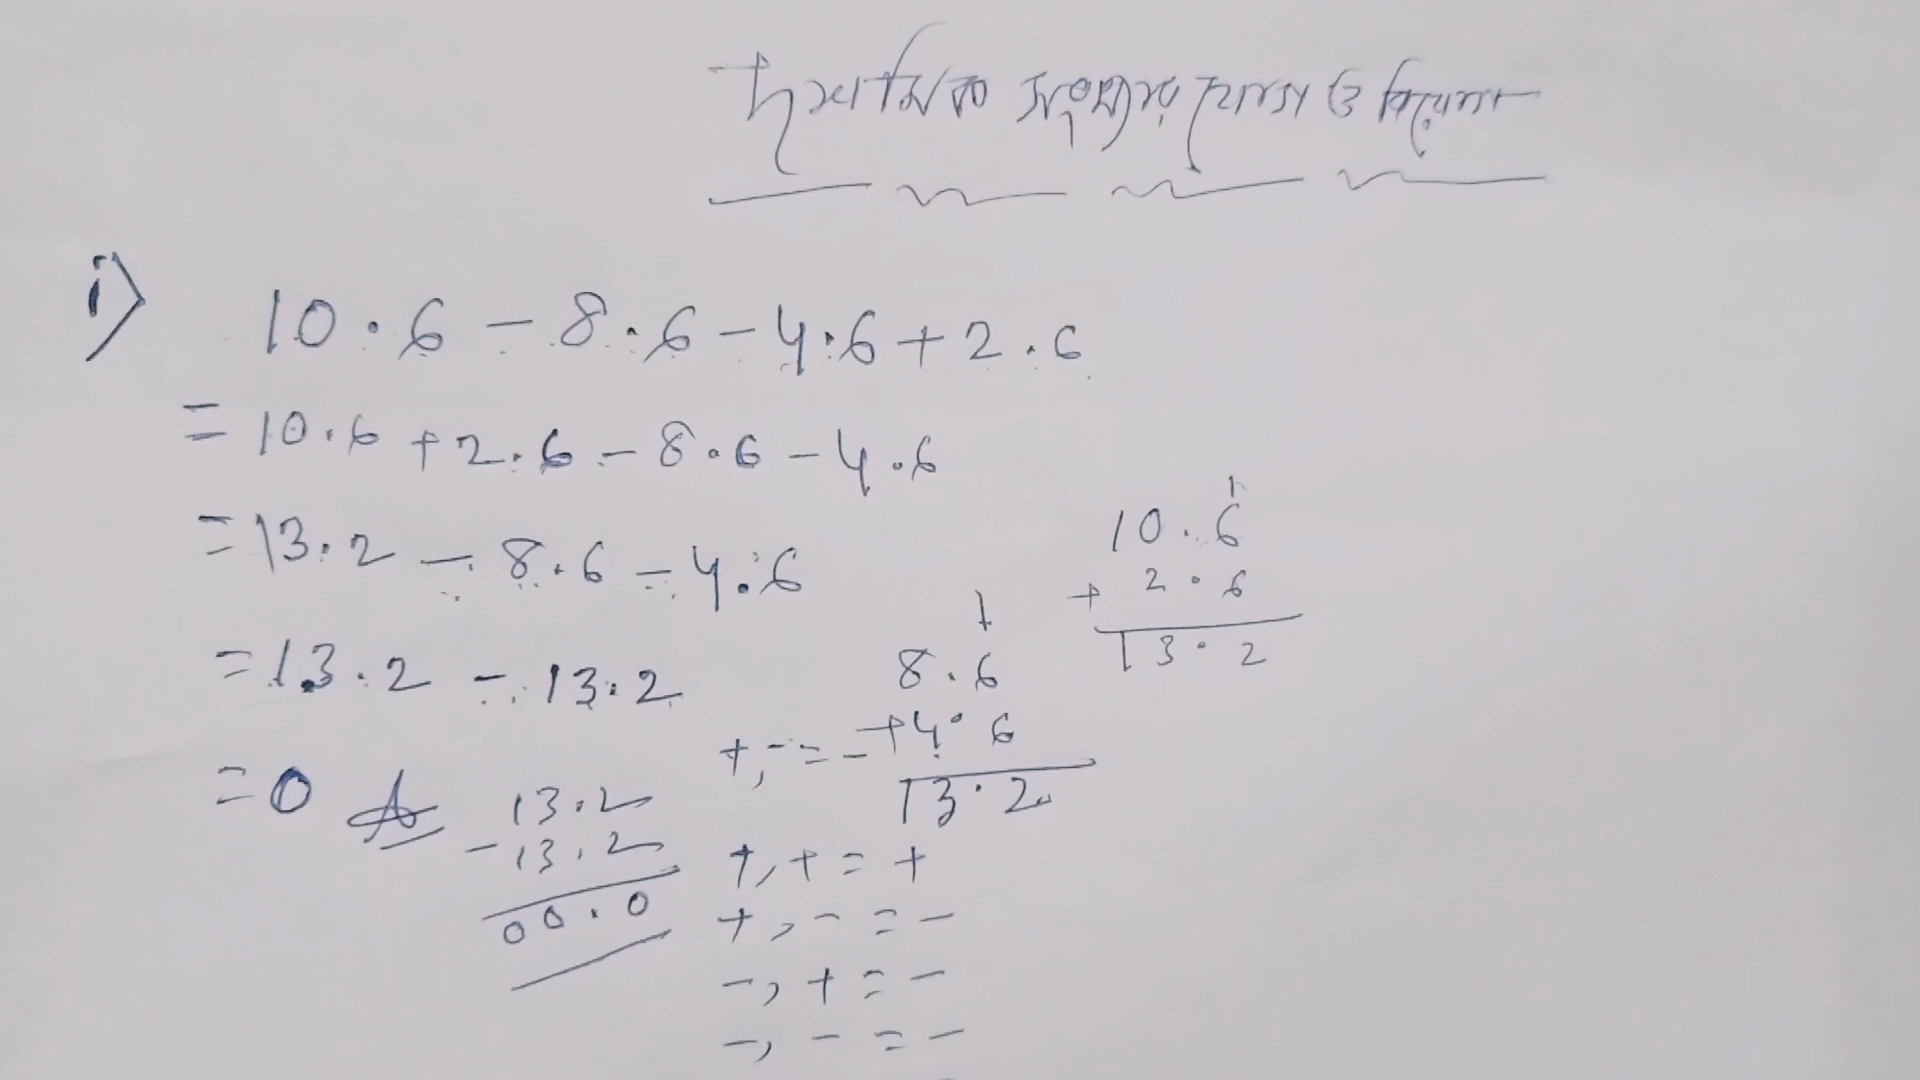 দশমিক সংখ্যার যোগ ও বিয়োগ
i) 10.6 - 8.6 - 4.6 + 2.6
= 10.6 + 2.6 - 8.6 - 4.6
= 13.2 - 8.6 - 4.6
= 13.2 - 13.2
= 0 A
10.6
+ 2.6
13.2
1
8.6
+4.6
13.2
+, - = -
13.2
- 13.2
00.0
+, + = +
+, - = -
-, + = -
-, - = -